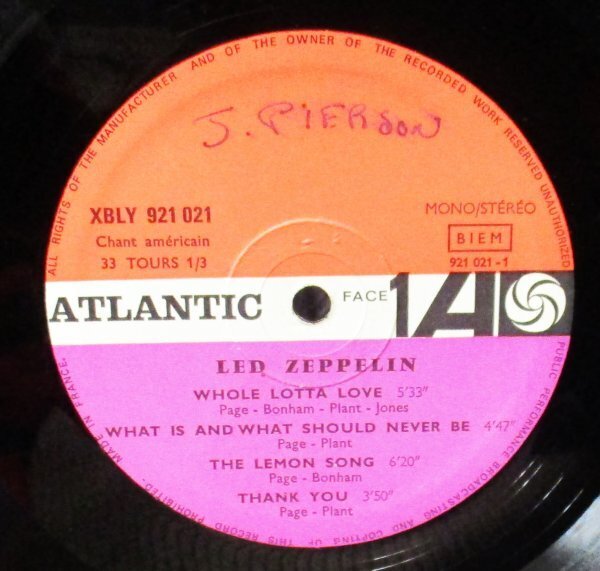 ALL RIGHTS OF THE MANUFACTURER AND OF THE OWNER OF THE RECORDED WORK RESERVED UNAUTHORIZED
J. PIERSON
XBLY 921 021
Chant américain
33 TOURS 1/3
MONO/STÉRÉO
BIEM
921 021-1
ATLANTIC
FACE 1
A
LED ZEPPELIN
WHOLE LOTTA LOVE 5'33"
Page - Bonham - Plant - Jones
WHAT IS AND WHAT SHOULD NEVER BE 4'47"
Page - Plant
THE LEMON SONG 6'20"
Page - Bonham
THANK YOU 3'50"
Page - Plant
PUBLIC PERFORMANCE BROADCASTING AND COPYING OF THIS RECORD PROHIBITED. MADE IN FRANCE.